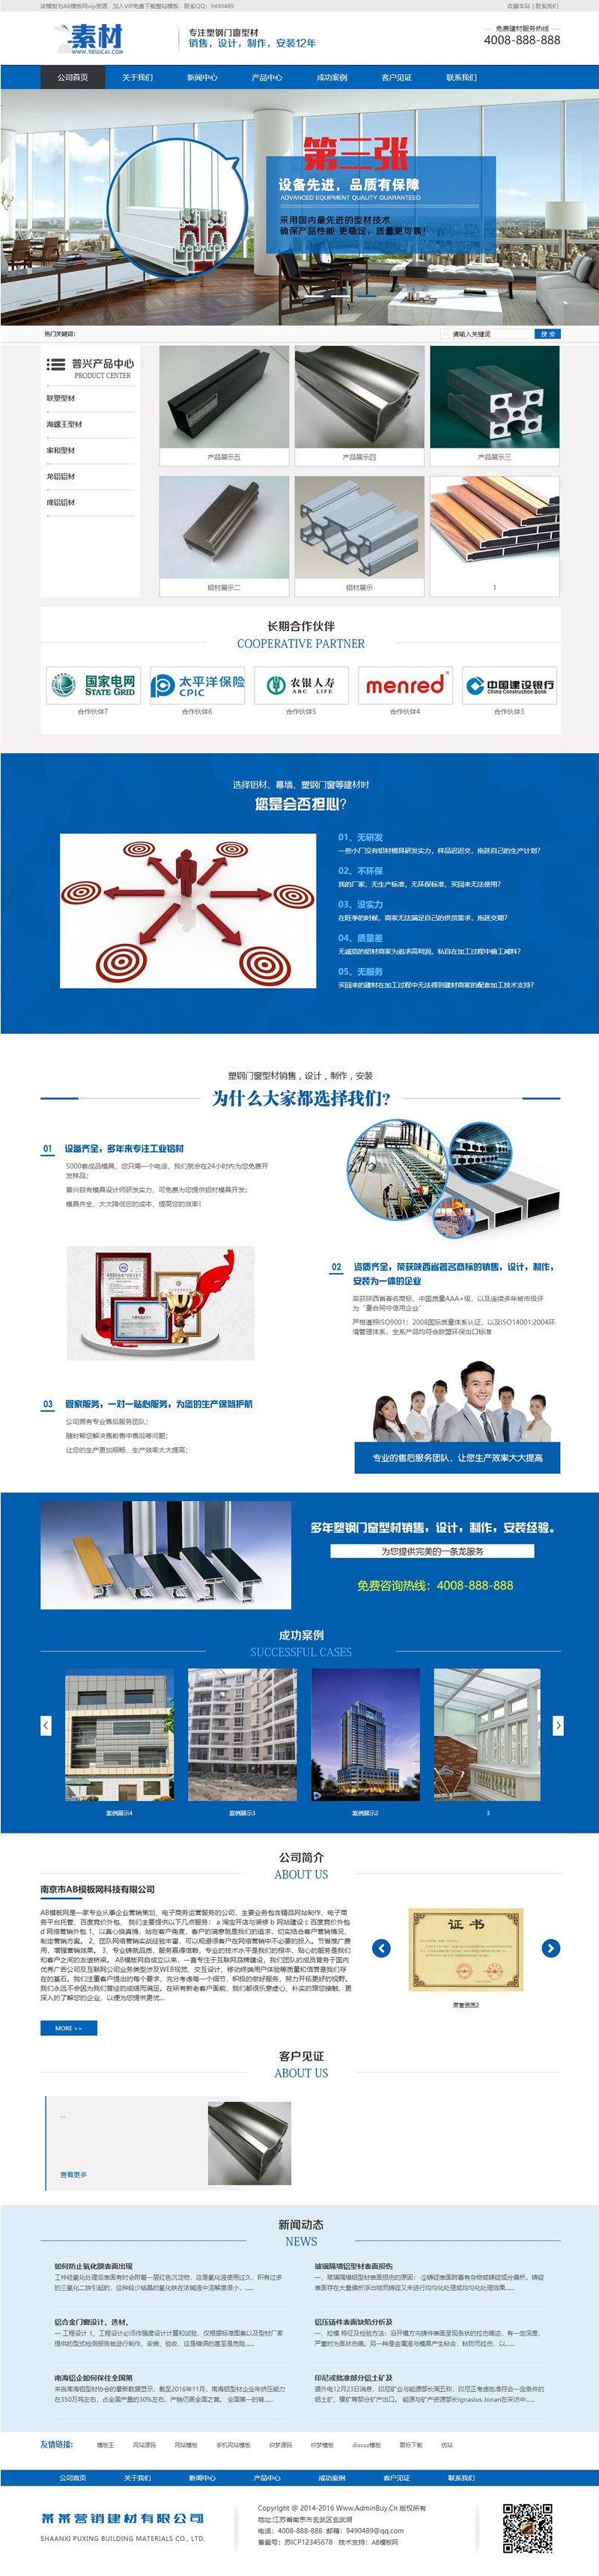 该模板为AB模板网vip资源，加入VIP免费下载整站模板，联系QQ：9490489
收藏本站 | 联系我们
素材
WWW.98SUCAI.COM
专注塑钢门窗型材
销售，设计，制作，安装12年
免费建材服务热线
4008-888-888
公司首页 关于我们 新闻中心 产品中心 成功案例 客户见证 联系我们
第三张
设备先进，品质有保障
ADVANCED EQUIPMENT QUALITY GUARANTEED
采用国内最先进的型材技术
确保产品性能 更稳定，质量更可靠！
热门关键词：
请输入关键词 搜 索
普兴产品中心
PRODUCT CENTER
联塑型材
海螺王型材
家和型材
龙铝铝材
成铝铝材
产品展示五 产品展示四 产品展示三
铝材展示二 铝材展示 1
长期合作伙伴
COOPERATIVE PARTNER
国家电网
STATE GRID
太平洋保险
CPIC
农银人寿
ABC LIFE
menred
中国建设银行
China Construction Bank
合作伙伴7 合作伙伴6 合作伙伴5 合作伙伴4 合作伙伴3
选择铝材、幕墙、塑钢门窗等建材时
您是会否担心?
01、无研发
一些小厂没有铝材模具研发实力，样品迟迟交，拖延自己的生产计划?
02、不环保
找的厂家，无生产标准，无环保标准，买回来无法使用?
03、没实力
在旺季的时候，商家无法满足自己的供货需求，拖延交期?
04、质量差
无诚信的铝材商家为追求高利润，私自在加工过程中偷工减料?
05、无服务
买回来的建材在加工过程中无法得到建材商家的配套加工技术支持?
塑钢门窗型材销售，设计，制作，安装
为什么大家都选择我们?
01 设备齐全，多年来专注工业铝材
5000套成品模具，您只需一个电话，我们就会在24小时内为您免费开
发样品；
普兴自有模具设计师研发实力，可免费为您提供铝材模具开发；
模具齐全，大大降低您的成本，提高您的效率！
02 资质齐全，荣获陕西省著名商标的销售，设计，制作，
安装为一体的企业
荣获陕西省著名商标、中国质量AAA+级，以及连续多年被市级评
为“重合同守信用企业”
严格遵照ISO9001：2008国际质量体系认证，以及ISO14001:2004环
境管理体系，全系产品均符合欧盟环保出口标准
03 管家服务，一对一贴心服务，为您的生产保驾护航
公司拥有专业售后服务团队；
随时帮您解决售前售中售后等问题；
让您的生产更加顺畅、生产效率大大提高；
专业的售后服务团队，让您生产效率大大提高
多年塑钢门窗型材销售，设计，制作，安装经验。
为您提供完美的一条龙服务
免费咨询热线：4008-888-888
成功案例
SUCCESSFUL CASES
案例展示4 案例展示3 案例展示2 3
公司简介
ABOUT US
南京市AB模板网科技有限公司
AB模板网是一家专业从事企业营销策划、电子商务运营服务的公司，主要业务包含精品网站制作、电子商
务平台托管、百度竞价外包、 我们主要提供以下几点服务： a 淘宝开店与装修 b 网站建设 c 百度竞价外包
d 网络营销外包 1、以真心换真情，站在客户角度，客户的满意就是我们的追求，切实结合客户营销情况，
制定营销方案。 2、团队网络营销实战经验丰富，可以规避很多客户在网络营销中不必要的投入。节省推广费
用，增强营销效果。 3、专业铸就品质，服务赢得信赖，专业的技术水平是我们的根本，贴心的服务是我们
和客户之间的友谊桥梁。 AB模板网自成立以来，一直专注于互联网品牌建设，我们团队的成员曾务于国内
优秀广告公司及互联网公司业务类型涉及WEB视觉、交互设计、移动终端用户体验等质量和信誉是我们存
在的基石。我们注重客户提出的每个要求，充分考虑每一个细节，积极的做好服务，努力开拓更好的视野。
我们永远不会因为我们曾经的成绩而满足。在所有新老客户面前，我们都很乐意虚心、朴实的跟您接触，更
深入的了解您的企业，以便为您提供更优...
MORE >>
证书
荣誉资质2
客户见证
ABOUT US
...
查看更多
新闻动态
NEWS
如何防止氧化膜表面出现
工件经氧化处理后表面有时会附着一层红色沉淀物，这是氧化液使用过久，积有过多
的三氧化二铁引起的，这种较少结晶的氧化铁在浓碱液中溶解度很小，......
玻璃隔墙铝型材表面损伤
一、玻璃隔墙铝型材表面损伤的原因： ①铸锭表面附着有杂物或铸锭成分偏析。铸锭
表面存在大量偏析浮出物而铸锭又未进行均匀化处理或均匀化处理效果......
铝合金门窗设计、选材、
一 工程设计 1、工程设计必须作强度设计计算和试验，仅根据标准图集以及型材厂家
提供的型式检测报告就进行制作、安装、验收，这是错误的甚至是危险......
铝压铸件表面缺陷分析及
一、拉模 特征及检验方法：沿开模方向铸件表面呈现条状的拉伤痕迹，有一定深度，
严重时为面状伤痕。另一种是金属液与模具产生粘合，粘附而拉伤，以......
南海铝企如何保住全国第
来自南海铝型材协会的最新数据显示，截至2016年11月，南海铝型材企业年挤压能力
在350万吨左右，占全国产量的30%左右，产销仍居全国之首。 全国第一的背......
印尼或批准部分铝土矿及
据外电12月23日消息，印尼矿业与能源部长周五称，印尼正考虑批准符合一定条件的
铝土矿、镍矿等部分矿产出口。 能源与矿产资源部长Ignasius Jonan在采访中......
友情链接: 模板王 网站源码 网站模板 手机网站模板 织梦源码 织梦模板 discuz模板 图标下载 仿站
公司首页 关于我们 新闻中心 产品中心 成功案例 客户见证 联系我们
某某营销建材有限公司
SHAANXI PUXING BUILDING MATERIALS CO., LTD.
Copyright @ 2014-2016 Www.AdminBuy.Cn 版权所有
地址:江苏省南京市玄武区玄武湖
电话：4008-888-888 邮箱：9490489@qq.com
备案号：苏ICP12345678 技术支持：AB模板网